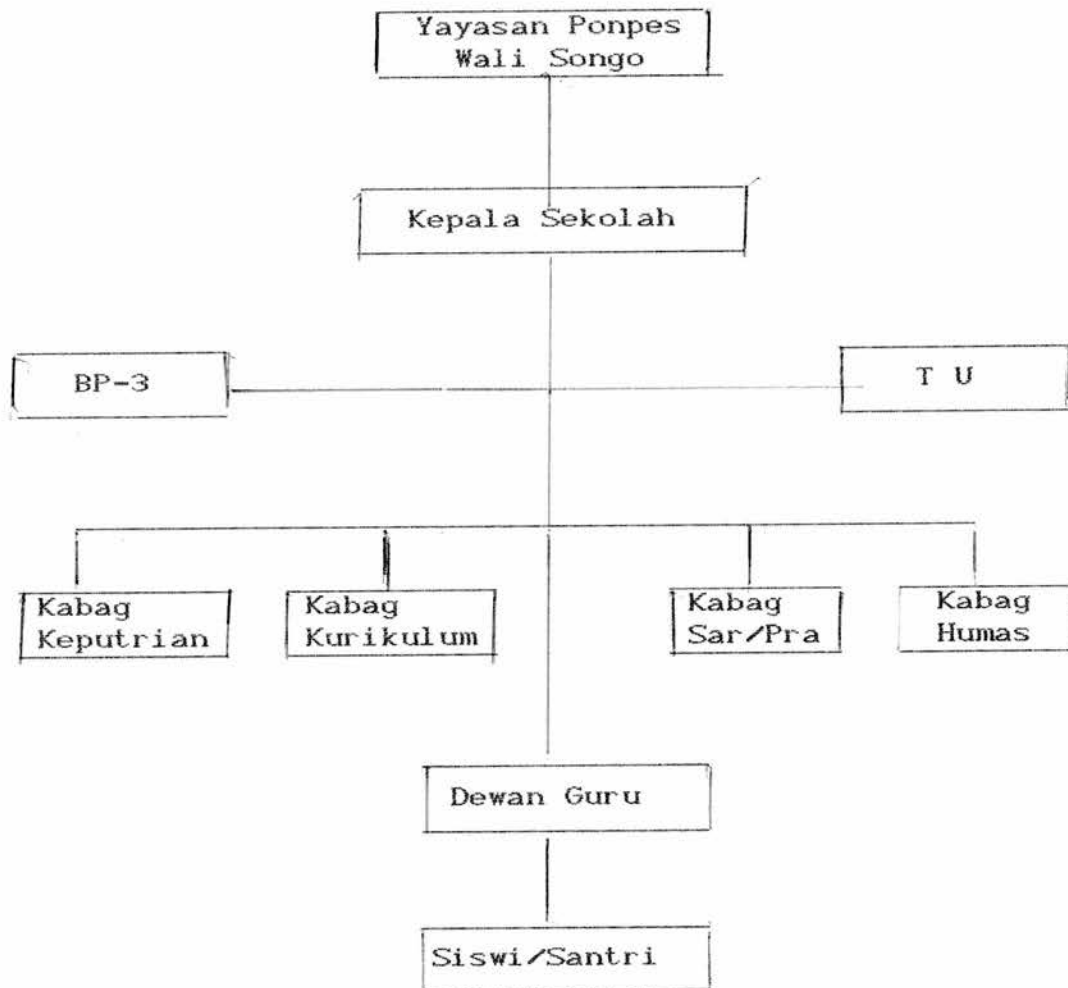 Yayasan Ponpes
Wali Songo
Kepala Sekolah
BP-3
T U
Kabag
Keputrian
Kabag
Kurikulum
Kabag
Sar/Pra
Kabag
Humas
Dewan Guru
Siswi/Santri